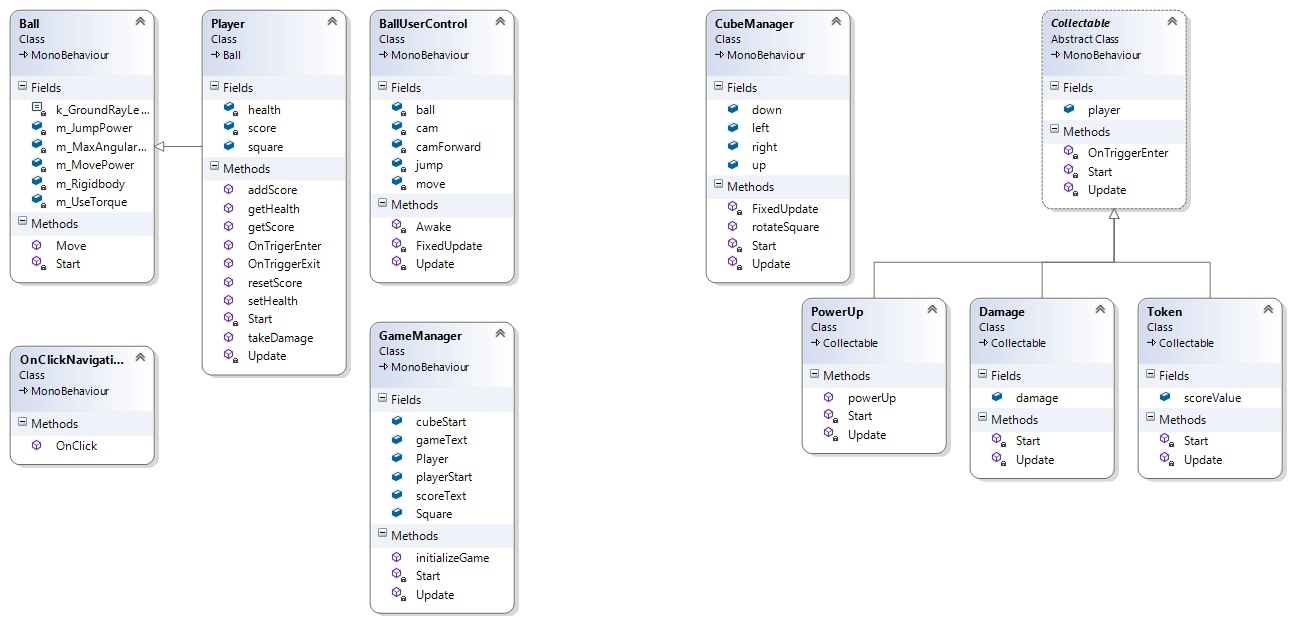 Ball
Class
MonoBehaviour
Fields
k_GroundRayLe...
m_JumpPower
m_MaxAngular...
m_MovePower
m_Rigidbody
m_UseTorque
Methods
Move
Start
Player
Class
Ball
Fields
health
score
square
Methods
addScore
getHealth
getScore
OnTrigerEnter
OnTriggerExit
resetScore
setHealth
Start
takeDamage
Update
BallUserControl
Class
MonoBehaviour
Fields
ball
cam
camForward
jump
move
Methods
Awake
FixedUpdate
Update
CubeManager
Class
MonoBehaviour
Fields
down
left
right
up
Methods
FixedUpdate
rotateSquare
Start
Update
Collectable
Abstract Class
MonoBehaviour
Fields
player
Methods
OnTriggerEnter
Start
Update
OnClickNavigati...
Class
MonoBehaviour
Methods
OnClick
GameManager
Class
MonoBehaviour
Fields
cubeStart
gameText
Player
playerStart
scoreText
Square
Methods
initializeGame
Start
Update
PowerUp
Class
Collectable
Methods
powerUp
Start
Update
Damage
Class
Collectable
Fields
damage
Methods
Start
Update
Token
Class
Collectable
Fields
scoreValue
Methods
Start
Update